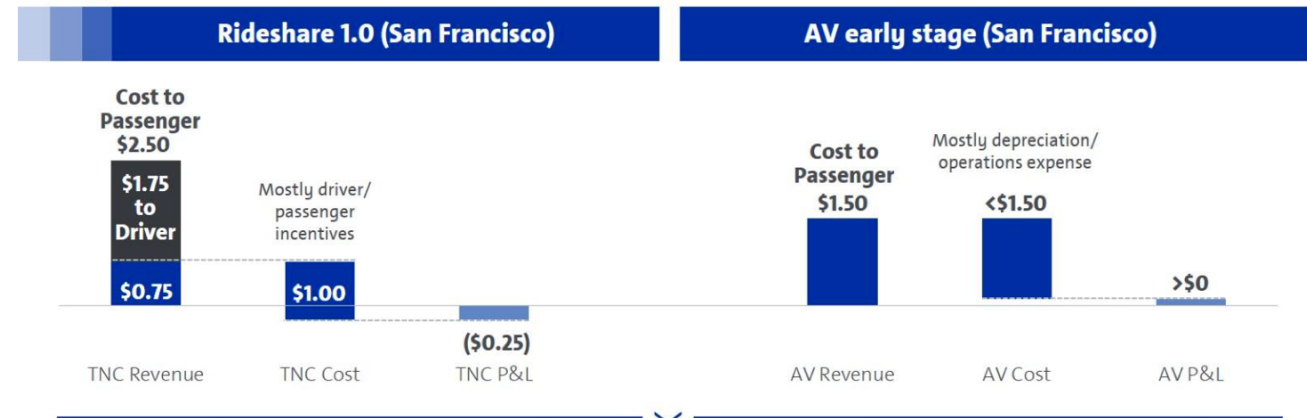 Rideshare 1.0 (San Francisco)
Cost to
Passenger
$2.50
$1.75
to
Driver
$0.75
Mostly driver/
passenger
incentives
$1.00
($0.25)
TNC Revenue
TNC Cost
TNC P&L
AV early stage (San Francisco)
Cost to
Passenger
$1.50
Mostly depreciation/
operations expense
<$1.50
>$0
AV Revenue
AV Cost
AV P&L